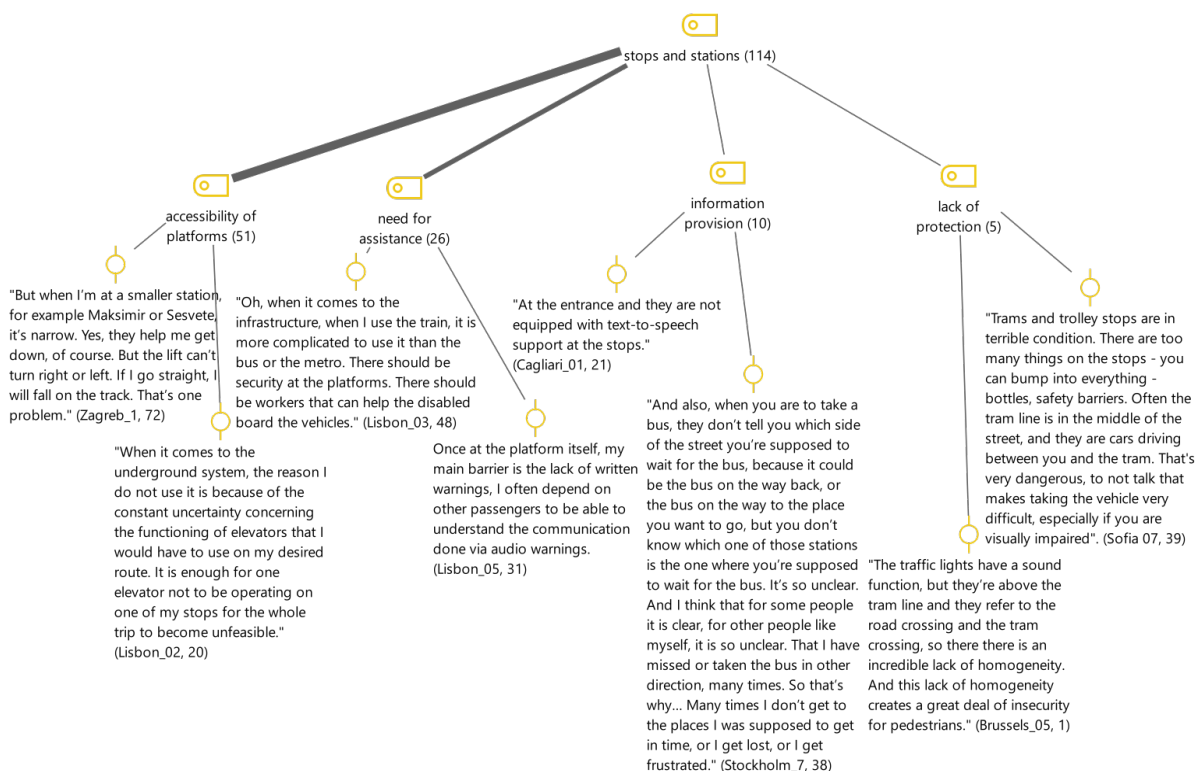 stops and stations (114)
accessibility of
platforms (51)
need for
assistance (26)
information
provision (10)
lack of
protection (5)
"But when I'm at a smaller station,
for example Maksimir or Sesvete,
it's narrow. Yes, they help me get
down, of course. But the lift can't
turn right or left. If I go straight, I
will fall on the track. That's one
problem." (Zagreb_1, 72)
"When it comes to the
underground system, the reason I
do not use it is because of the
constant uncertainty concerning
the functioning of elevators that I
would have to use on my desired
route. It is enough for one
elevator not to be operating on
one of my stops for the whole
trip to become unfeasible."
(Lisbon_02, 20)
"Oh, when it comes to the
infrastructure, when I use the train, it is
more complicated to use it than the
bus or the metro. There should be
security at the platforms. There should
be workers that can help the disabled
board the vehicles." (Lisbon_03, 48)
Once at the platform itself, my
main barrier is the lack of written
warnings, I often depend on
other passengers to be able to
understand the communication
done via audio warnings.
(Lisbon_05, 31)
"At the entrance and they are not
equipped with text-to-speech
support at the stops."
(Cagliari_01, 21)
"And also, when you are to take a
bus, they don't tell you which side
of the street you're supposed to
wait for the bus, because it could
be the bus on the way back, or
the bus on the way to the place
you want to go, but you don't
know which one of those stations
is the one where you're supposed
to wait for the bus. It's so unclear.
And I think that for some people
it is clear, for other people like
myself, it is so unclear. That I have
missed or taken the bus in other
direction, many times. So that's
why... Many times I don't get to
the places I was supposed to get
in time, or I get lost, or I get
frustrated." (Stockholm_7, 38)
"Trams and trolley stops are in
terrible condition. There are too
many things on the stops - you
can bump into everything -
bottles, safety barriers. Often the
tram line is in the middle of the
street, and they are cars driving
between you and the tram. That's
very dangerous, to not talk that
makes taking the vehicle very
difficult, especially if you are
visually impaired". (Sofia 07, 39)
"The traffic lights have a sound
function, but they're above the
tram line and they refer to the
road crossing and the tram
crossing, so there there is an
incredible lack of homogeneity.
And this lack of homogeneity
creates a great deal of insecurity
for pedestrians." (Brussels_05, 1)